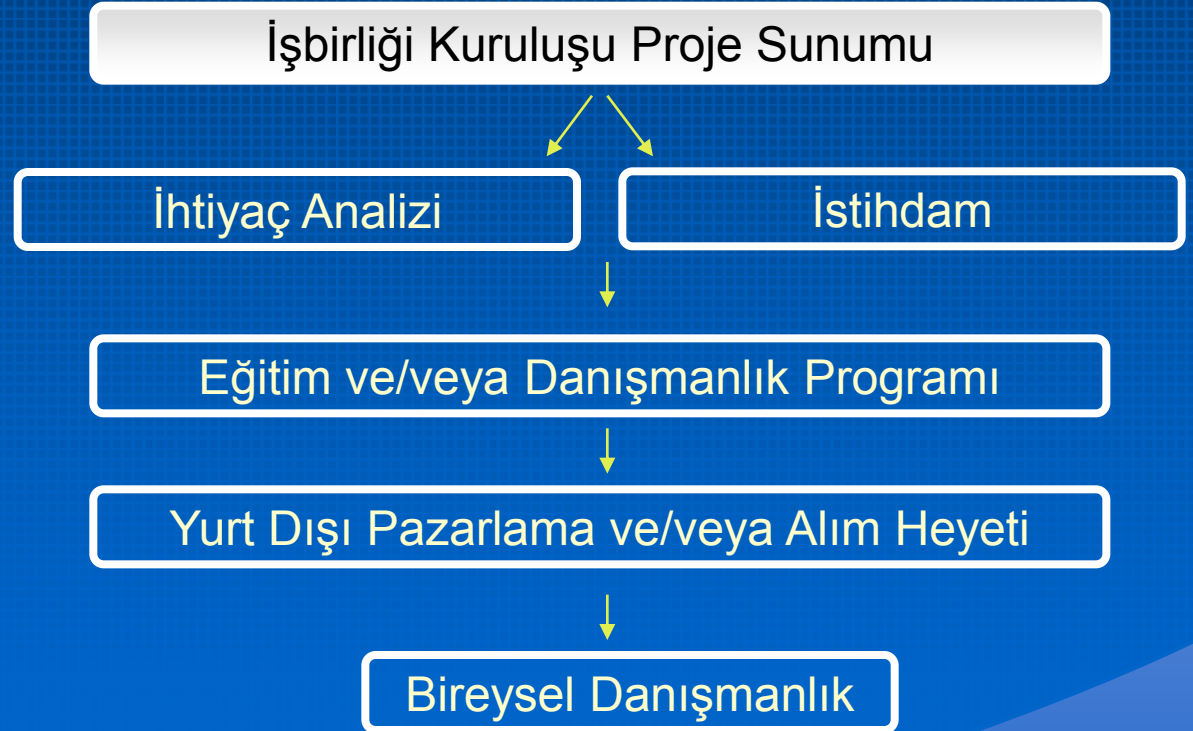 İşbirliği Kuruluşu Proje Sunumu
İhtiyaç Analizi
İstihdam
Eğitim ve/veya Danışmanlık Programı
Yurt Dışı Pazarlama ve/veya Alım Heyeti
Bireysel Danışmanlık